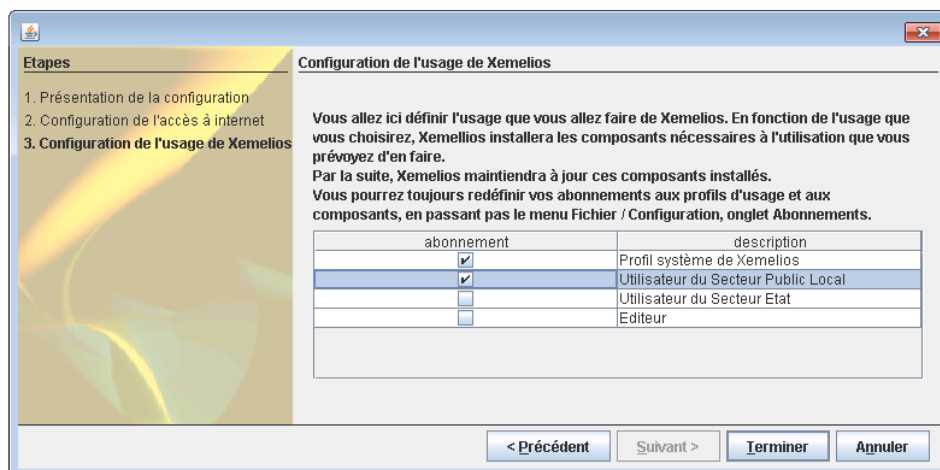 Etapes
1. Présentation de la configuration
2. Configuration de l'accès à internet
3. Configuration de l'usage de Xemelios
Configuration de l'usage de Xemelios
Vous allez ici définir l'usage que vous allez faire de Xemelios. En fonction de l'usage que
vous choisirez, Xemellios installera les composants nécessaires à l'utilisation que vous
prévoyez d'en faire.
Par la suite, Xemelios maintiendra à jour ces composants installés.
Vous pourrez toujours redéfinir vos abonnements aux profils d'usage et aux
composants, en passant pas le menu Fichier / Configuration, onglet Abonnements.
abonnement description
Profil système de Xemelios
Utilisateur du Secteur Public Local
Utilisateur du Secteur Etat
Editeur
< Précédent Suivant > Terminer Annuler